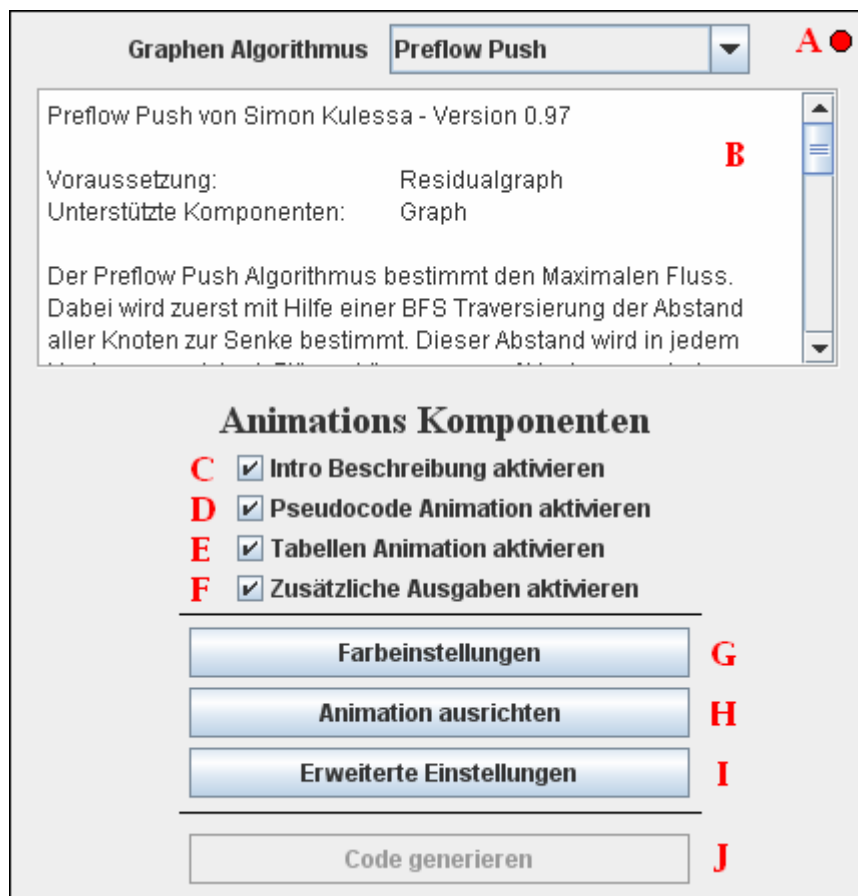 Graphen Algorithmus Preflow Push A
Preflow Push von Simon Kulessa - Version 0.97
B
Voraussetzung: Residualgraph
Unterstützte Komponenten: Graph
Der Preflow Push Algorithmus bestimmt den Maximalen Fluss.
Dabei wird zuerst mit Hilfe einer BFS Traversierung der Abstand
aller Knoten zur Senke bestimmt. Dieser Abstand wird in jedem
Animations Komponenten
C Intro Beschreibung aktivieren
D Pseudocode Animation aktivieren
E Tabellen Animation aktivieren
F Zusätzliche Ausgaben aktivieren
Farbeinstellungen G
Animation ausrichten H
Erweiterte Einstellungen I
Code generieren J